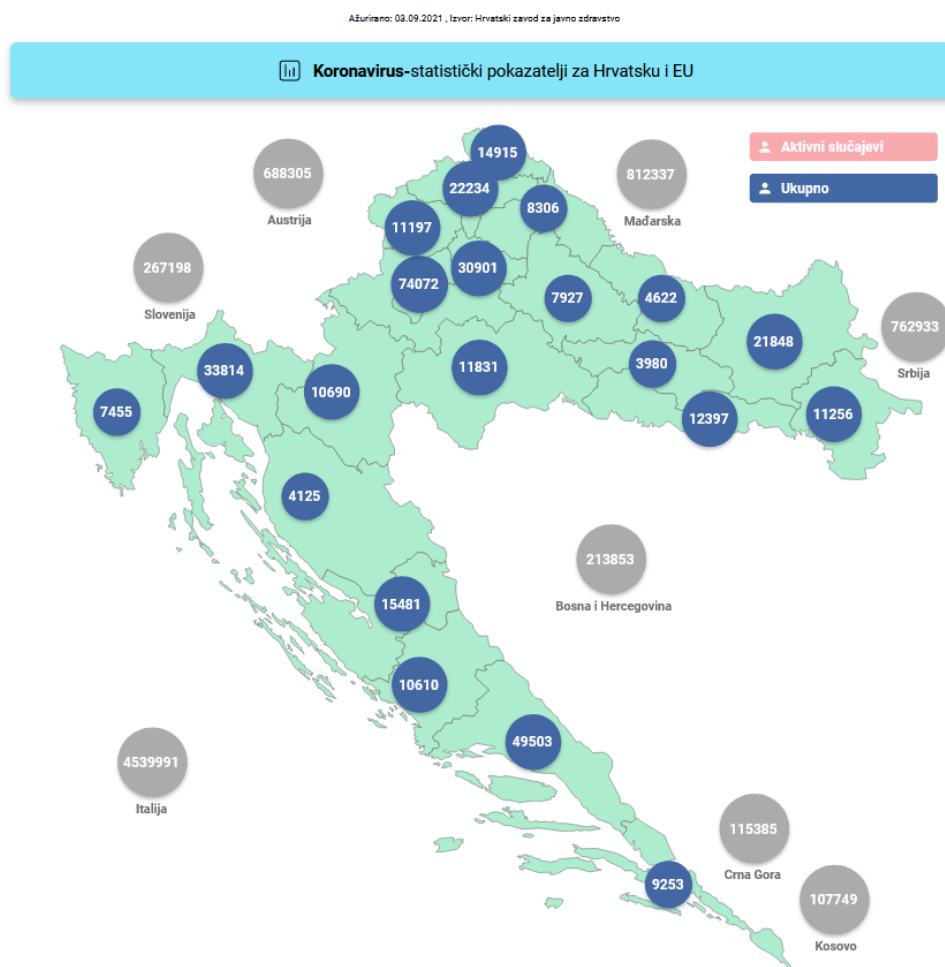 Ažurirano: 03.09.2021 , Izvor: Hrvatski zavod za javno zdravstvo
Koronavirus-statistički pokazatelji za Hrvatsku i EU
Aktivni slučajevi
Ukupno
14915
688305
Austrija
812337
Mađarska
22234
8306
11197
267198
Slovenija
30901
74072
7927
4622
762933
Srbija
21848
33814
11831
3980
10690
7455
12397
11256
4125
213853
Bosna i Hercegovina
15481
10610
49503
4539991
Italija
115385
Crna Gora
9253
107749
Kosovo